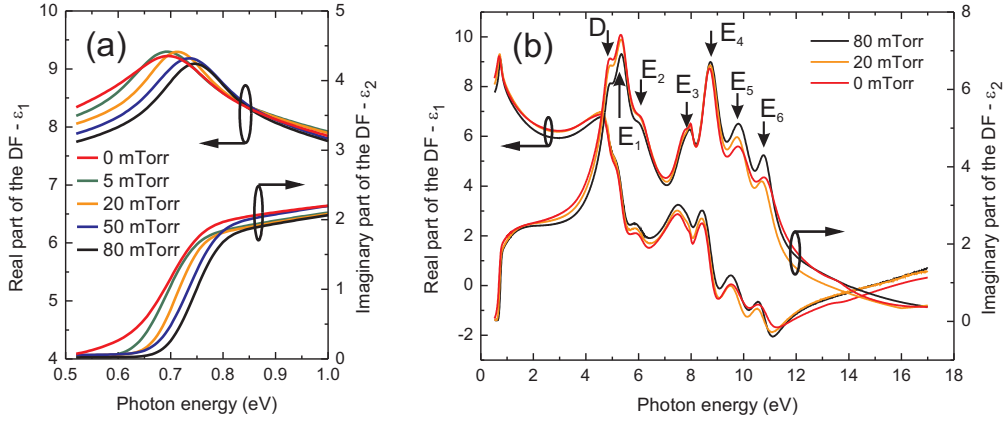 (a)
10
9
8
7
6
5
4
5
4
3
2
1
0
0.5 0.6 0.7 0.8 0.9 1.0
Real part of the DF - ε1
Imaginary part of the DF - ε2
Photon energy (eV)
0 mTorr
5 mTorr
20 mTorr
50 mTorr
80 mTorr
(b)
10
8
6
4
2
0
-2
8
6
4
2
0
0 2 4 6 8 10 12 14 16 18
Real part of the DF - ε1
Imaginary part of the DF - ε2
Photon energy (eV)
D
E1
E2
E3
E4
E5
E6
80 mTorr
20 mTorr
0 mTorr